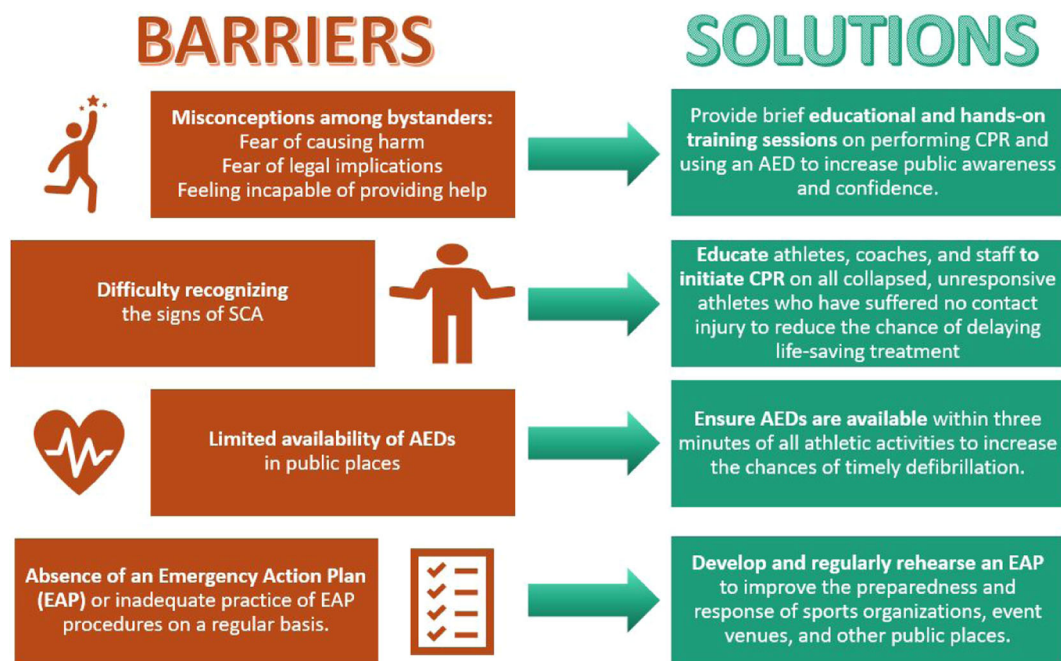 BARRIERS
SOLUTIONS
Misconceptions among bystanders:
Fear of causing harm
Fear of legal implications
Feeling incapable of providing help
Provide brief educational and hands-on
training sessions on performing CPR and
using an AED to increase public awareness
and confidence.
Difficulty recognizing
the signs of SCA
Educate athletes, coaches, and staff to
initiate CPR on all collapsed, unresponsive
athletes who have suffered no contact
injury to reduce the chance of delaying
life-saving treatment
Limited availability of AEDs
in public places
Ensure AEDs are available within three
minutes of all athletic activities to increase
the chances of timely defibrillation.
Absence of an Emergency Action Plan
(EAP) or inadequate practice of EAP
procedures on a regular basis.
Develop and regularly rehearse an EAP
to improve the preparedness and
response of sports organizations, event
venues, and other public places.